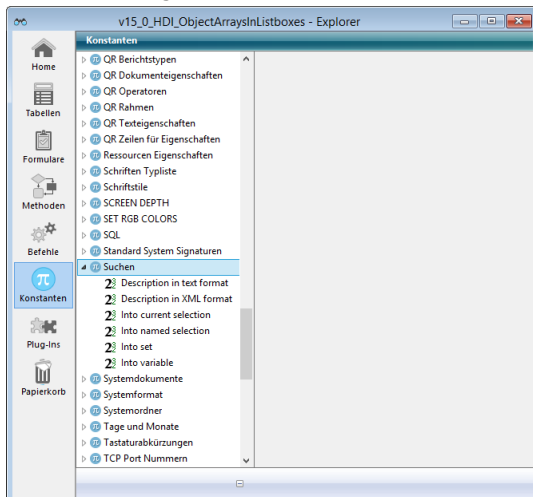 v15_0_HDI_ObjectArraysInListboxes - Explorer
Home
Tabellen
Formulare
Methoden
Befehle
Konstanten
Plug-Ins
Papierkorb
Konstanten
QR Berichtstypen
QR Dokumenteigenschaften
QR Operatoren
QR Rahmen
QR Texteigenschaften
QR Zeilen für Eigenschaften
Ressourcen Eigenschaften
Schriften Typliste
Schriftstile
SCREEN DEPTH
SET RGB COLORS
SQL
Standard System Signaturen
Suchen
Description in text format
Description in XML format
Into current selection
Into named selection
Into set
Into variable
Systemdokumente
Systemformat
Systemordner
Tage und Monate
Tastaturabkürzungen
TCP Port Nummern